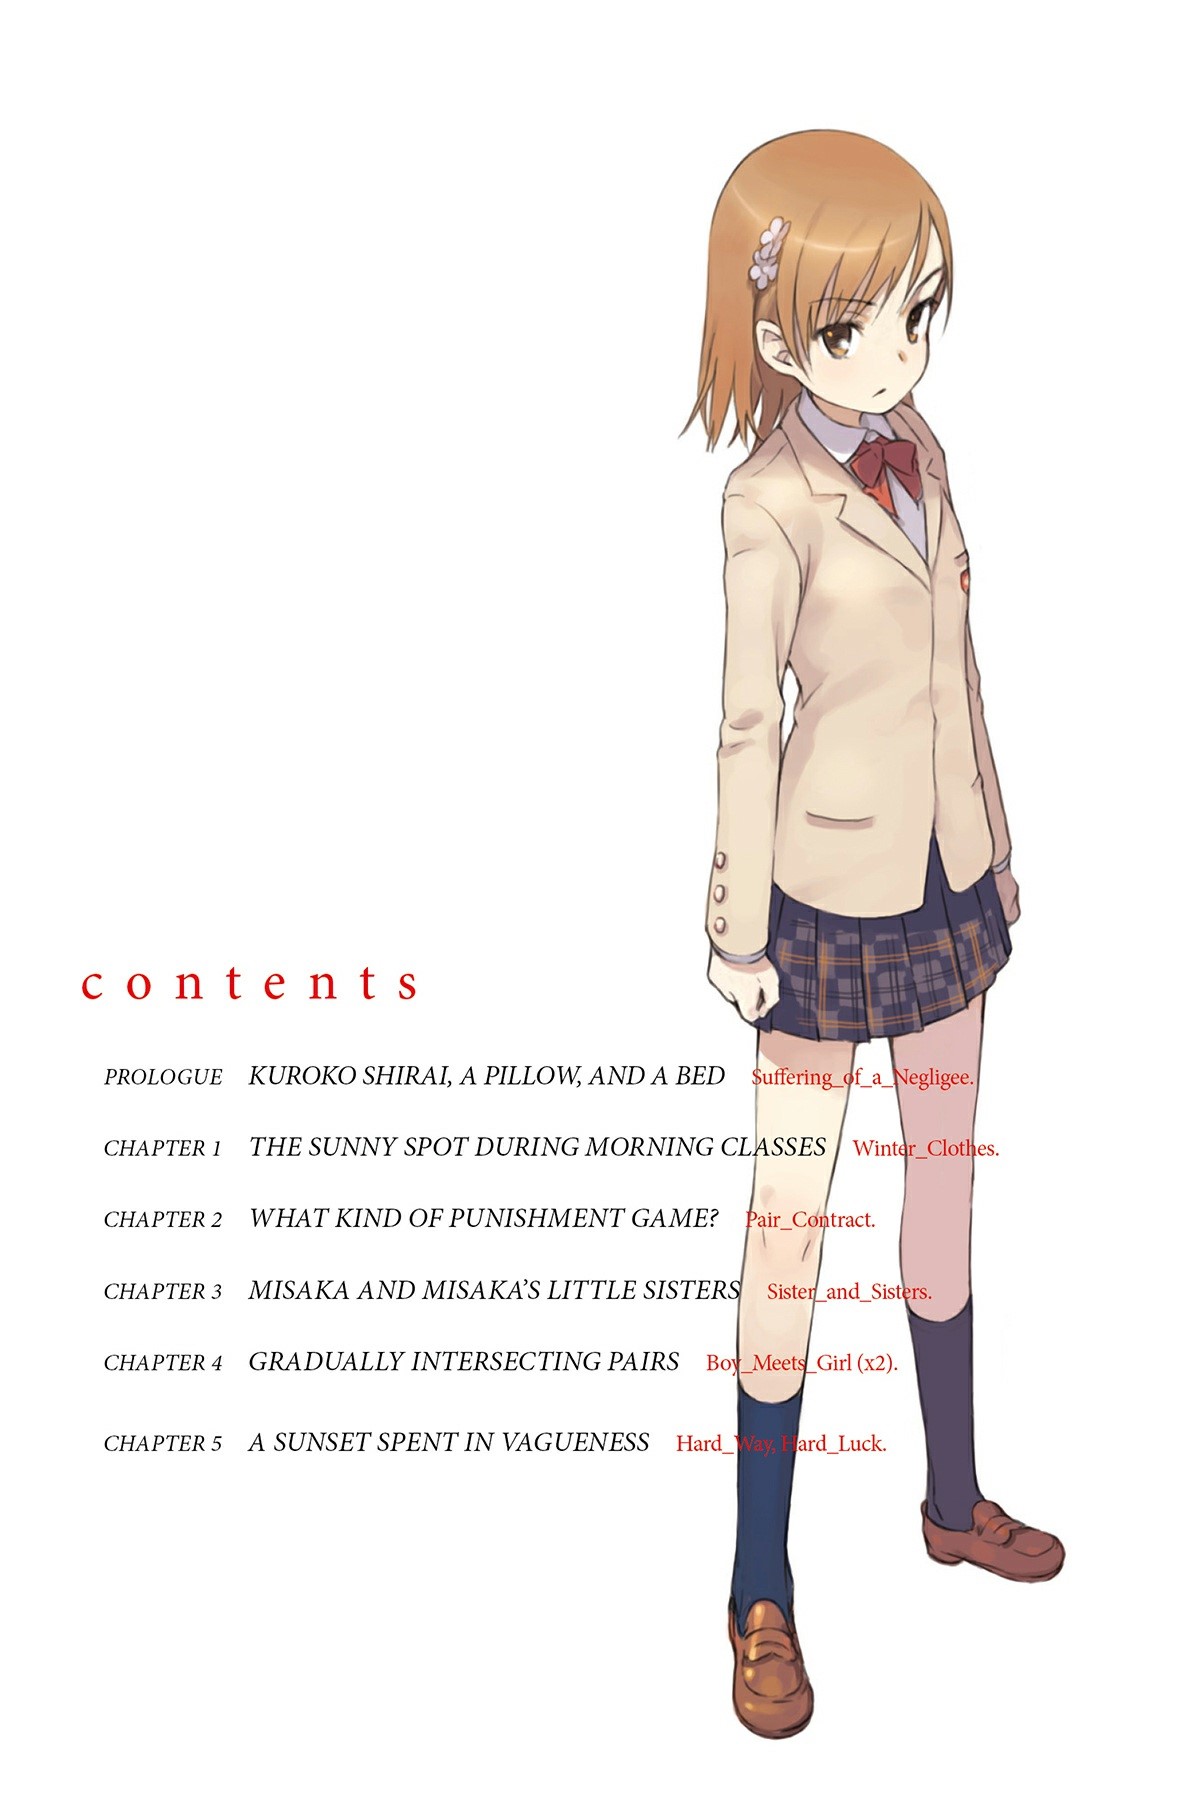 contents
PROLOGUE KUROKO SHIRAI, A PILLOW, AND A BED Suffering_of_a_Negligee.
CHAPTER 1 THE SUNNY SPOT DURING MORNING CLASSES Winter_Clothes.
CHAPTER 2 WHAT KIND OF PUNISHMENT GAME? Pair_Contract.
CHAPTER 3 MISAKA AND MISAKA’S LITTLE SISTERS Sister_and_Sisters.
CHAPTER 4 GRADUALLY INTERSECTING PAIRS Boy_Meets_Girl (x2).
CHAPTER 5 A SUNSET SPENT IN VAGUENESS Hard_Way, Hard_Luck.